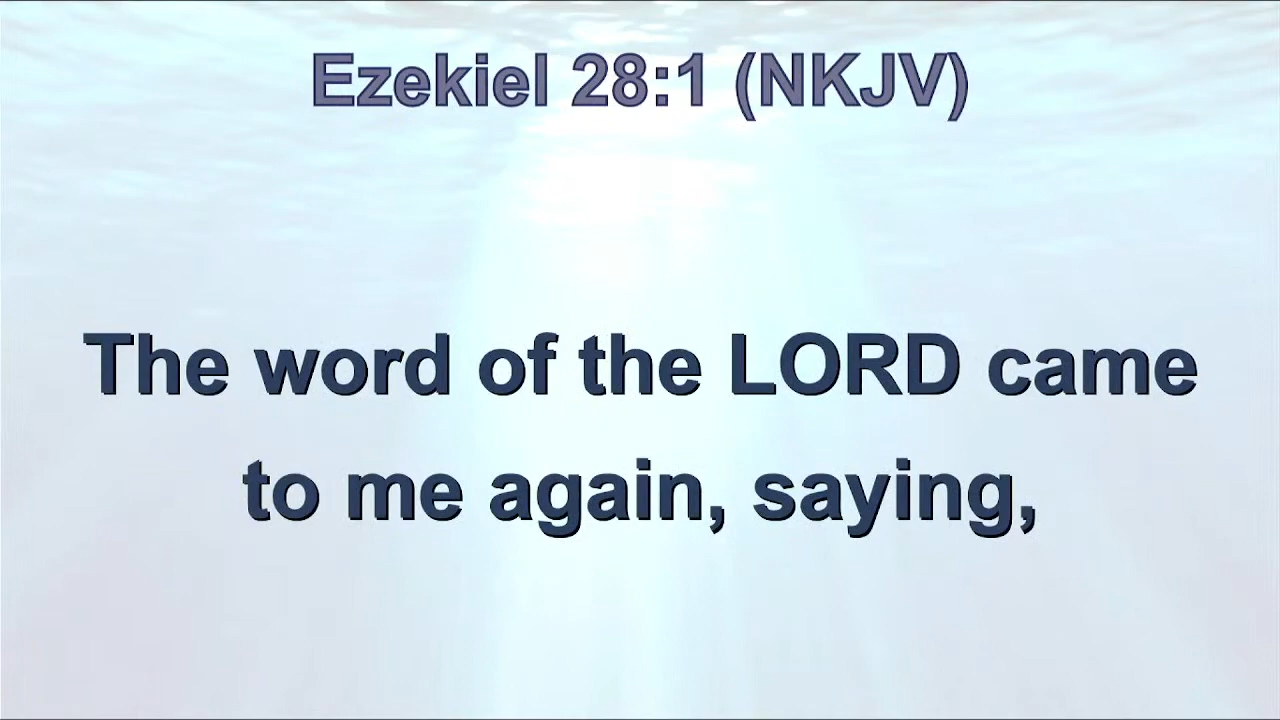 Ezekiel 28:1 (NKJV)
The word of the LORD came
to me again, saying,